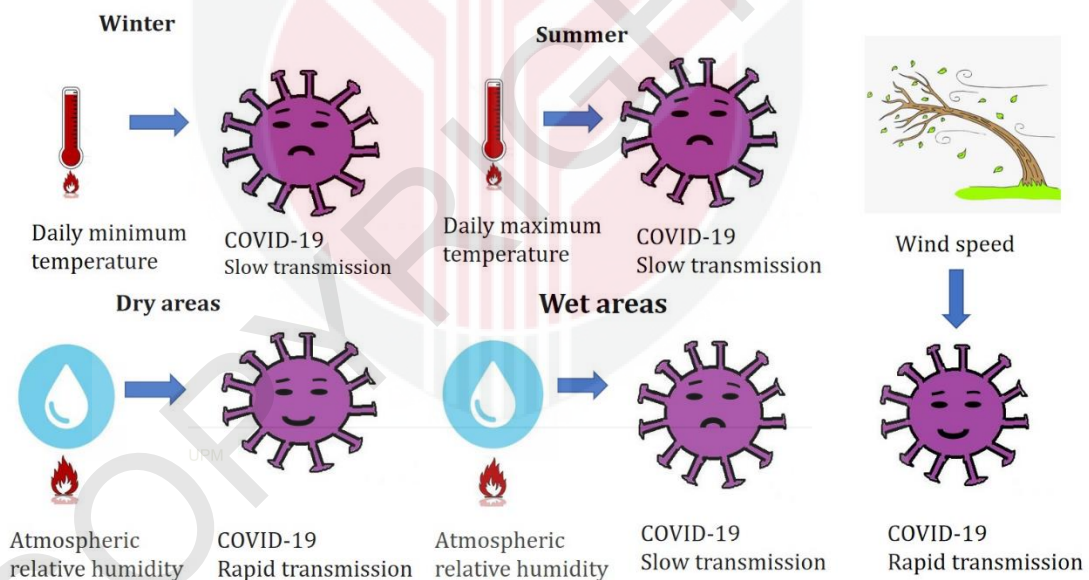 Winter
Summer
Daily minimum
temperature
COVID-19
Slow transmission
Daily maximum
temperature
COVID-19
Slow transmission
Wind speed
Dry areas
Wet areas
UPM
Atmospheric
relative humidity
COVID-19
Rapid transmission
Atmospheric
relative humidity
COVID-19
Slow transmission
COVID-19
Rapid transmission
COPYRIGH